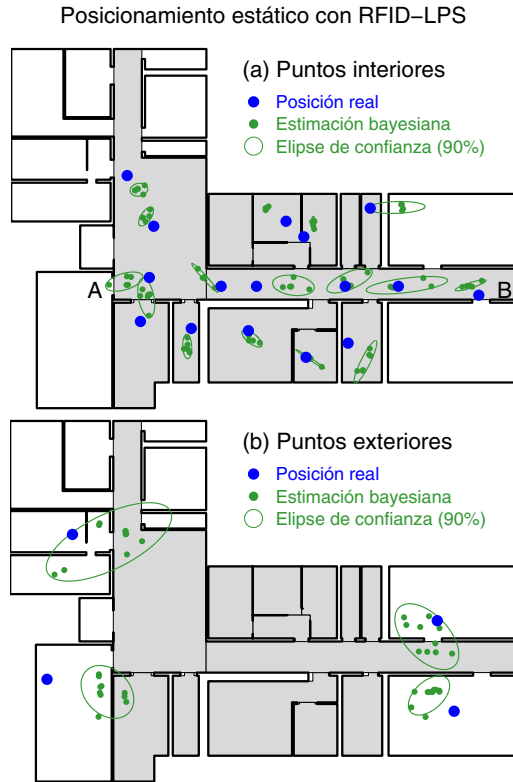 Posicionamiento estático con RFID−LPS
(a) Puntos interiores
Posición real
Estimación bayesiana
Elipse de confianza (90%)
A
B
(b) Puntos exteriores
Posición real
Estimación bayesiana
Elipse de confianza (90%)